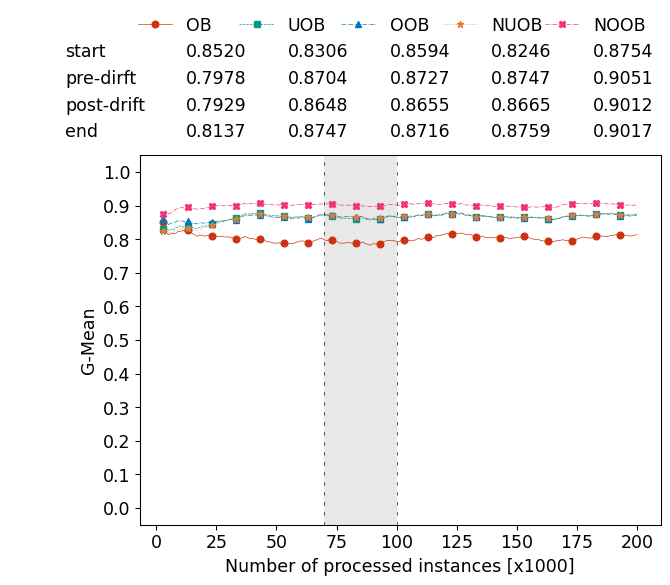 OB UOB OOB NUOB NOOB
start 0.8520 0.8306 0.8594 0.8246 0.8754
pre-dirft 0.7978 0.8704 0.8727 0.8747 0.9051
post-drift 0.7929 0.8648 0.8655 0.8665 0.9012
end 0.8137 0.8747 0.8716 0.8759 0.9017
1.0
0.9
0.8
0.7
0.6
0.5
0.4
0.3
0.2
0.1
0.0
G-Mean
0 25 50 75 100 125 150 175 200
Number of processed instances [x1000]